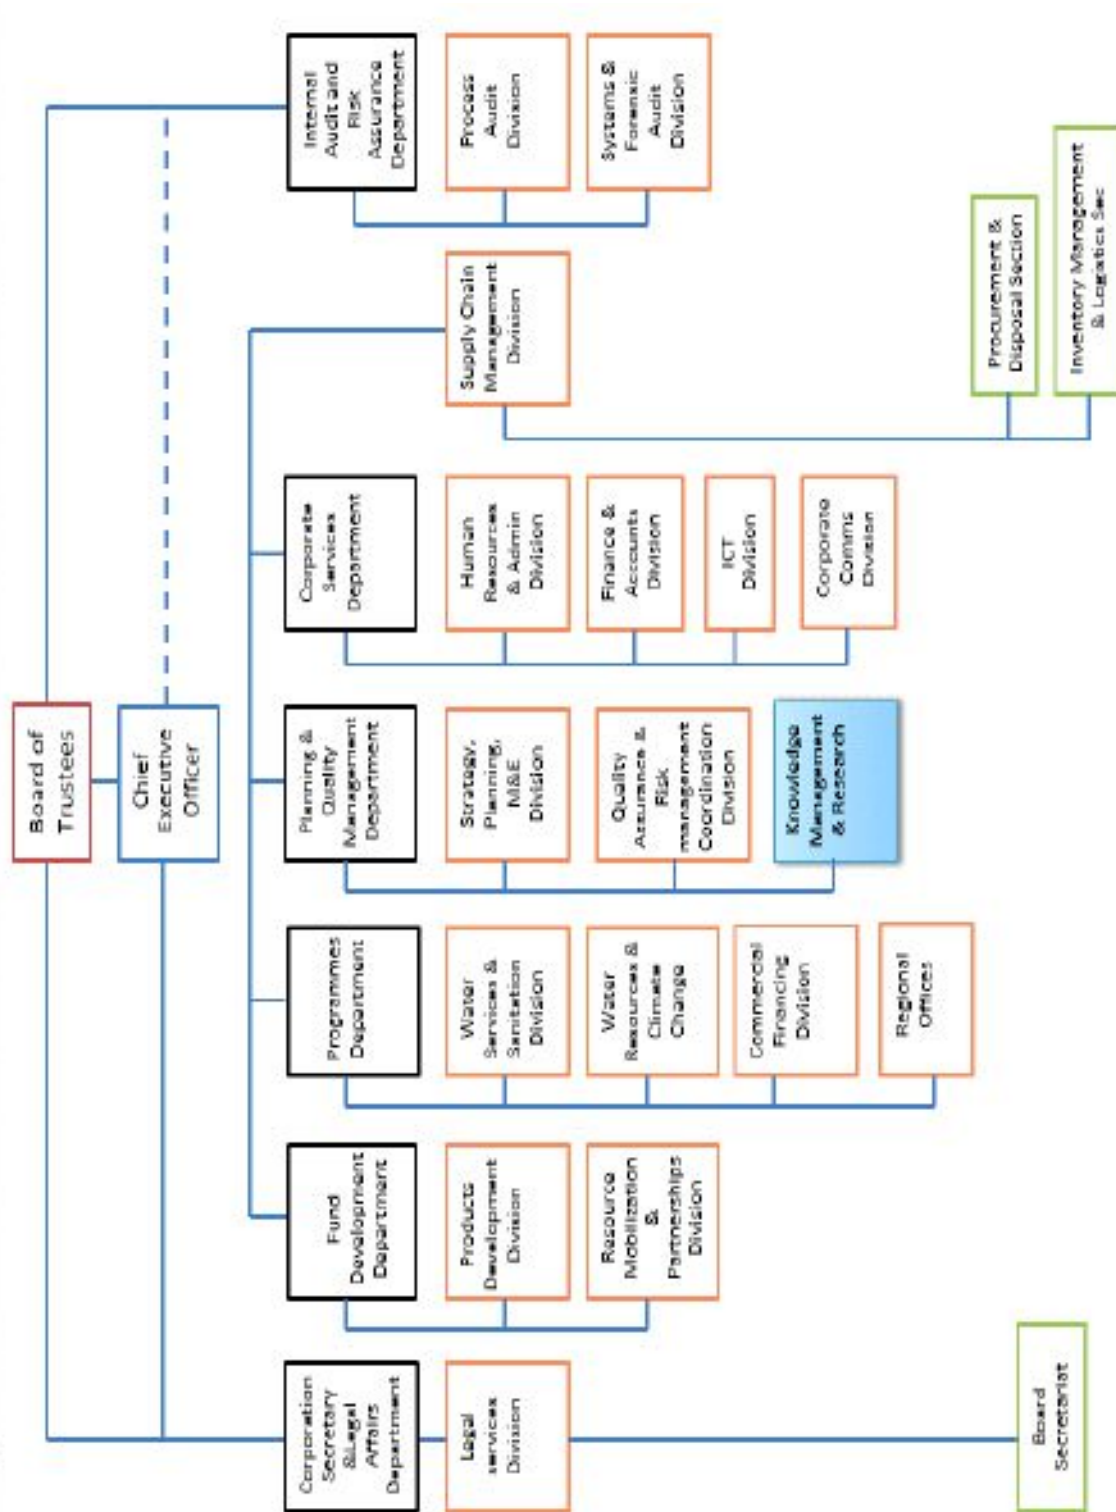 Board of
Trustees
Chief
Executive
Officer
Corporation
Secretary
&Legal
Affairs
Department
Fund
Development
Department
Programmes
Department
Planning &
Quality
Management
Department
Corporate
Services
Department
Internal
Audit and
Risk
Assurance
Department
Legal
services
Division
Products
Development
Division
Water
Services &
Sanitation
Division
Strategy,
Planning,
M&E
Division
Human
Resources
& Admin
Division
Supply Chain
Management
Division
Process
Audit
Division
Resource
Mobilization
&
Partnerships
Division
Water
Resources &
Climate
Change
Quality
Assurance &
Risk
management
Coordination
Division
Finance &
Accounts
Division
Systems &
Forensic
Audit
Division
Commercial
Financing
Division
Knowledge
Management
& Research
ICT
Division
Regional
Offices
Corporate
Comms
Division
Board
Secretariat
Procurement &
Disposal Section
Inventory Management
& Logistics Sec